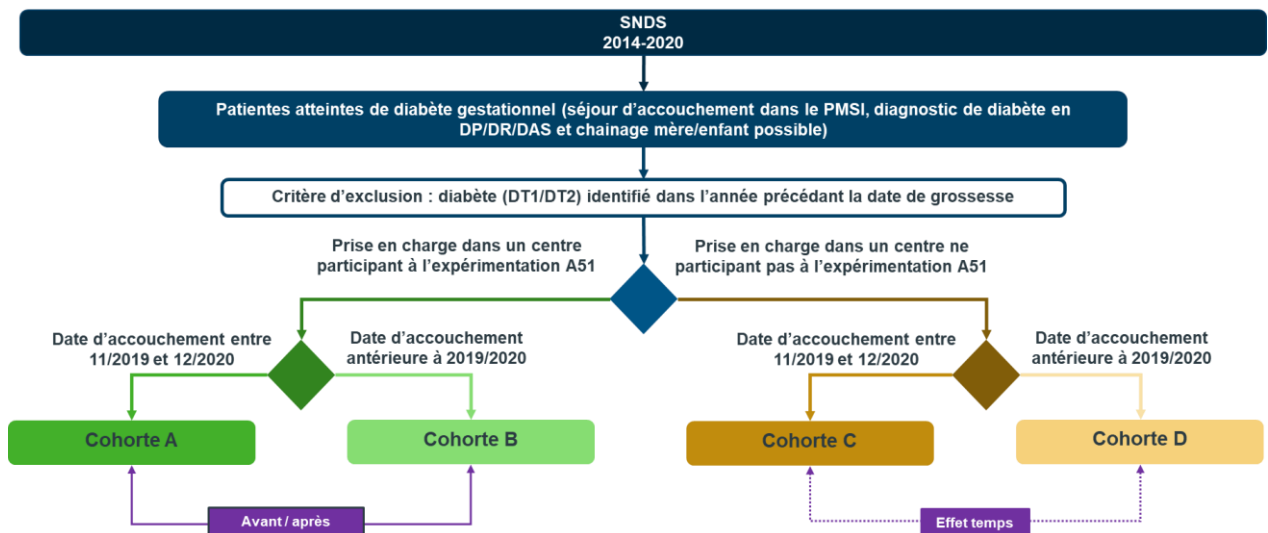 SNDS
2014-2020
Patientes atteintes de diabète gestationnel (séjour d'accouchement dans le PMSI, diagnostic de diabète en
DP/DR/DAS et chainage mère/enfant possible)
Critère d'exclusion : diabète (DT1/DT2) identifié dans l'année précédant la date de grossesse
Prise en charge dans un centre
participant à l'expérimentation A51
Prise en charge dans un centre ne
participant pas à l'expérimentation A51
Date d'accouchement entre
11/2019 et 12/2020
Date d'accouchement
antérieure à 2019/2020
Date d'accouchement entre
11/2019 et 12/2020
Date d'accouchement
antérieure à 2019/2020
Cohorte A
Cohorte B
Cohorte C
Cohorte D
Avant / après
Effet temps